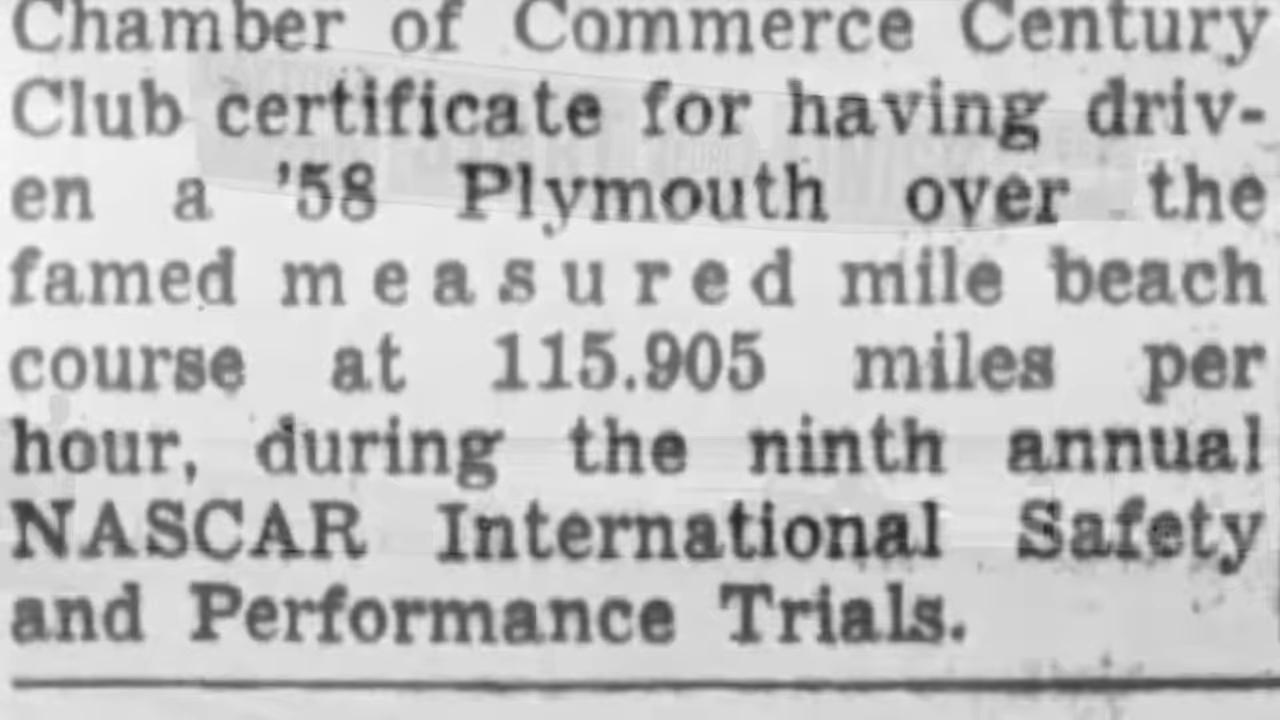 Chamber of Commerce Century
Club certificate for having driv-
en a '58 Plymouth over the
famed measured mile beach
course at 115.905 miles per
hour, during the ninth annual
NASCAR International Safety
and Performance Trials.